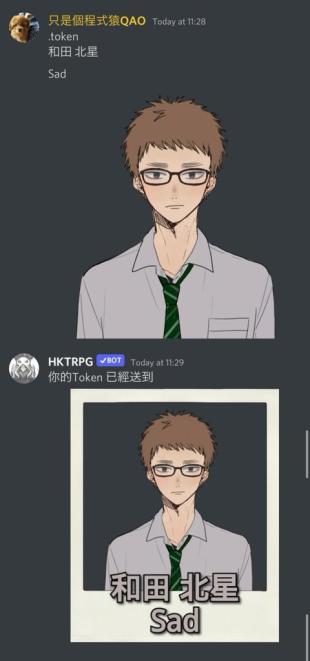 只是個程式猿QAO Today at 11:28
.token
和田 北星
Sad
HKTRPG ✓BOT Today at 11:29
你的Token 已經送到
和田 北星
Sad